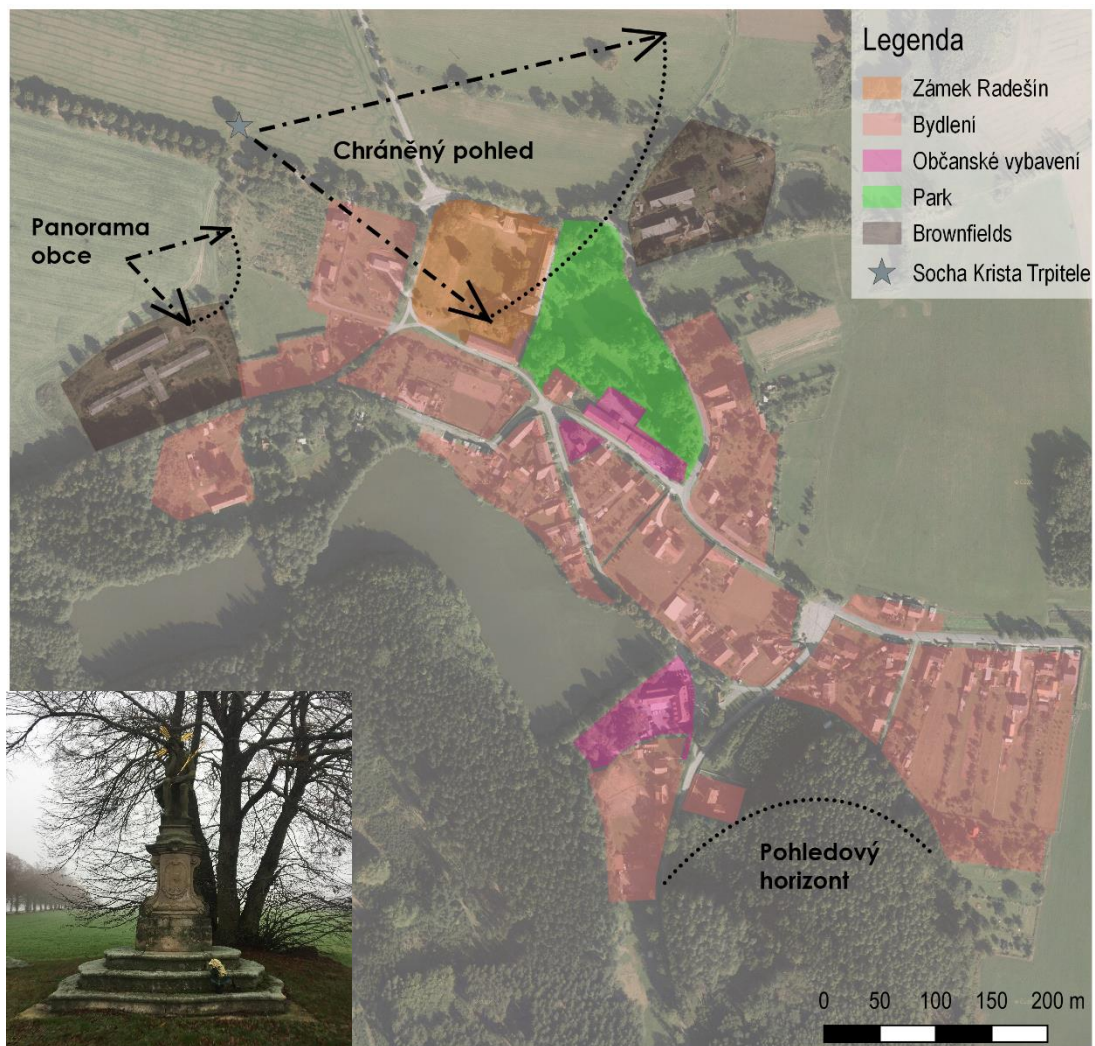 Legenda
Zámek Radešín
Bydlení
Občanské vybavení
Park
Brownfields
Socha Krista Trpitele
Chráněný pohled
Panorama
obce
Pohledový
horizont
0 50 100 150 200 m